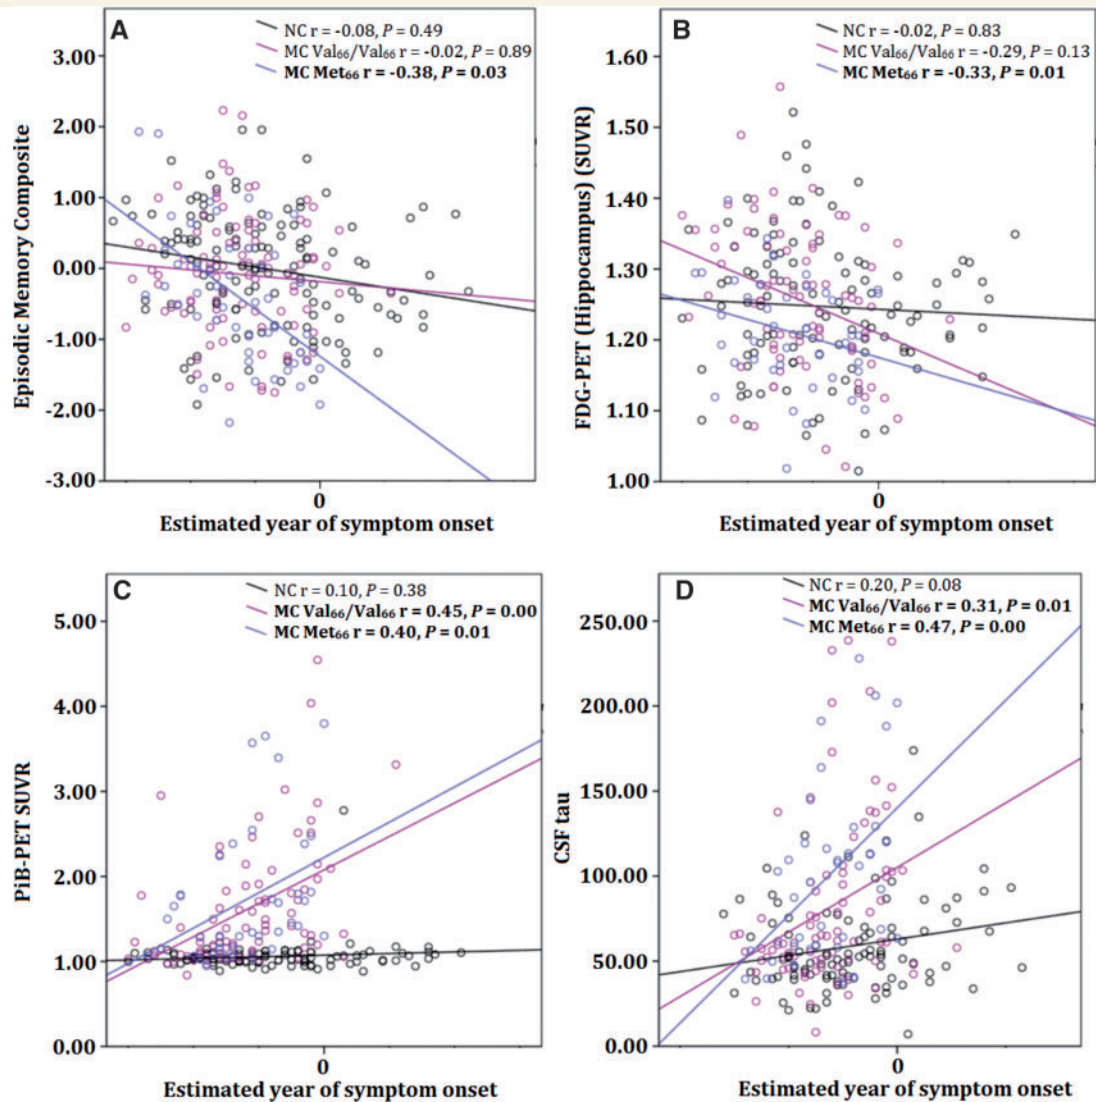 A
NC r = -0.08, P = 0.49
MC Val66/Val66 r = -0.02, P = 0.89
MC Met66 r = -0.38, P = 0.03
3.00
2.00
1.00
0.00
-1.00
-2.00
-3.00
Episodic Memory Composite
0
Estimated year of symptom onset
B
NC r = -0.02, P = 0.83
MC Val66/Val66 r = -0.29, P = 0.13
MC Met66 r = -0.33, P = 0.01
1.60
1.50
1.40
1.30
1.20
1.10
1.00
FDG-PET (Hippocampus) (SUVR)
0
Estimated year of symptom onset
C
NC r = 0.10, P = 0.38
MC Val66/Val66 r = 0.45, P = 0.00
MC Met66 r = 0.40, P = 0.01
5.00
4.00
3.00
2.00
1.00
0.00
PiB-PET SUVR
0
Estimated year of symptom onset
D
NC r = 0.20, P = 0.08
MC Val66/Val66 r = 0.31, P = 0.01
MC Met66 r = 0.47, P = 0.00
250.00
200.00
150.00
100.00
50.00
0.00
CSF tau
0
Estimated year of symptom onset